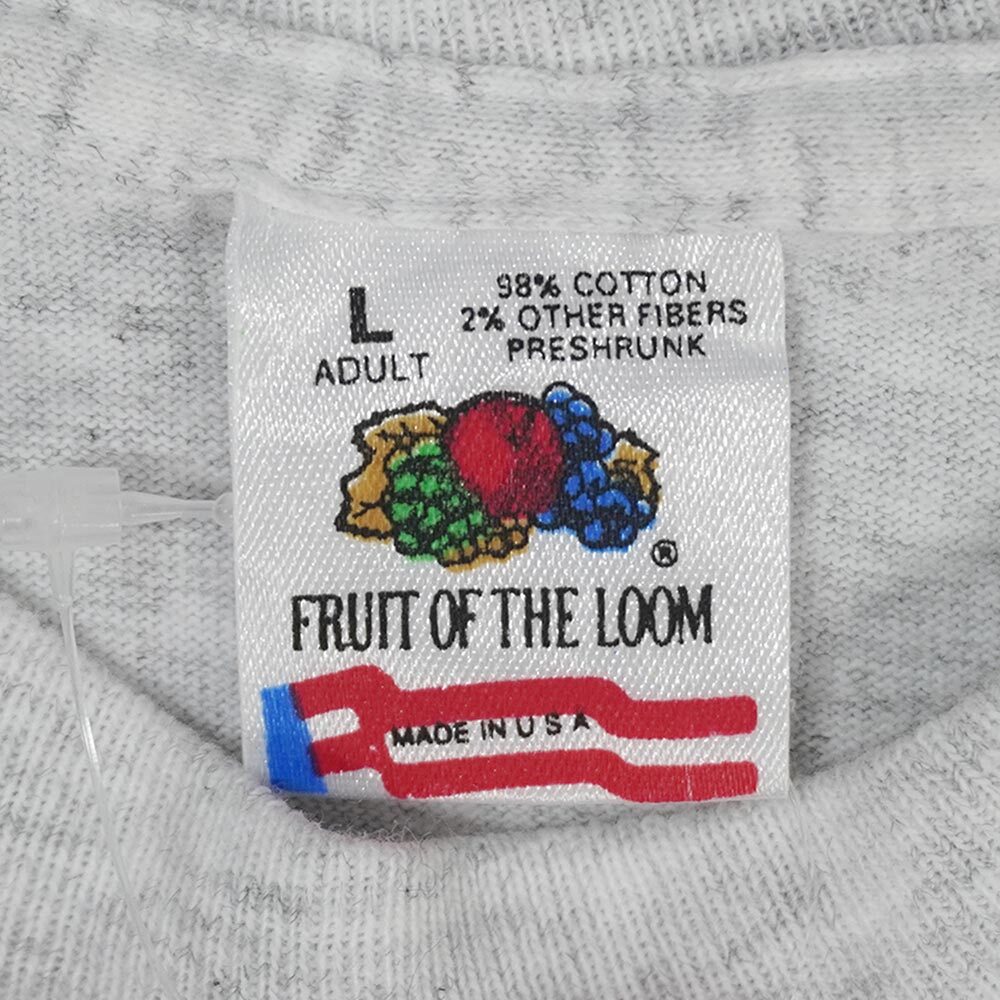 L
ADULT
98% COTTON
2% OTHER FIBERS
PRESHRUNK
®
FRUIT OF THE LOOM
MADE IN U S A